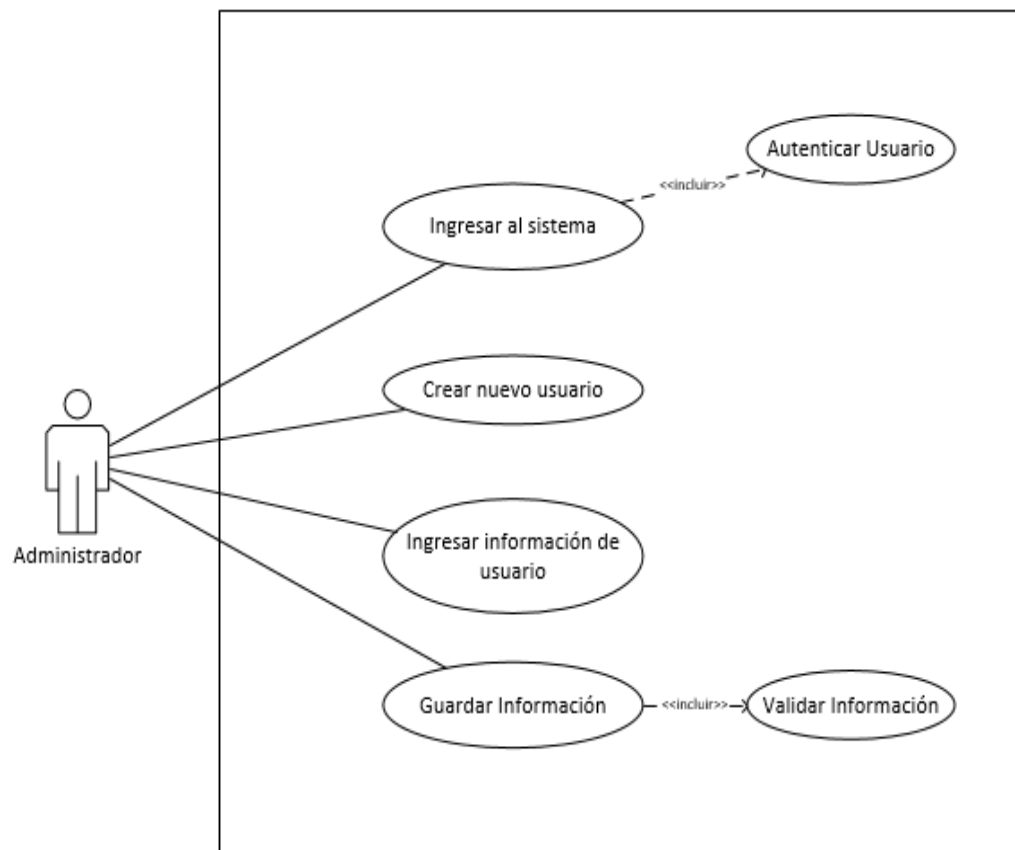 Autenticar Usuario
<<incluir>>
Ingresar al sistema
Crear nuevo usuario
Administrador
Ingresar información de
usuario
Guardar Información
<<incluir>>
Validar Información